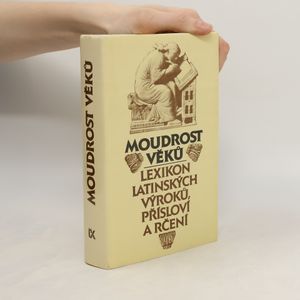 MOUDROST
VĚKŮ
LEXIKON
LATINSKÝCH
VÝROKŮ,
PŘÍSLOVÍ
A RČENÍ
MOUDROST VĚKŮ